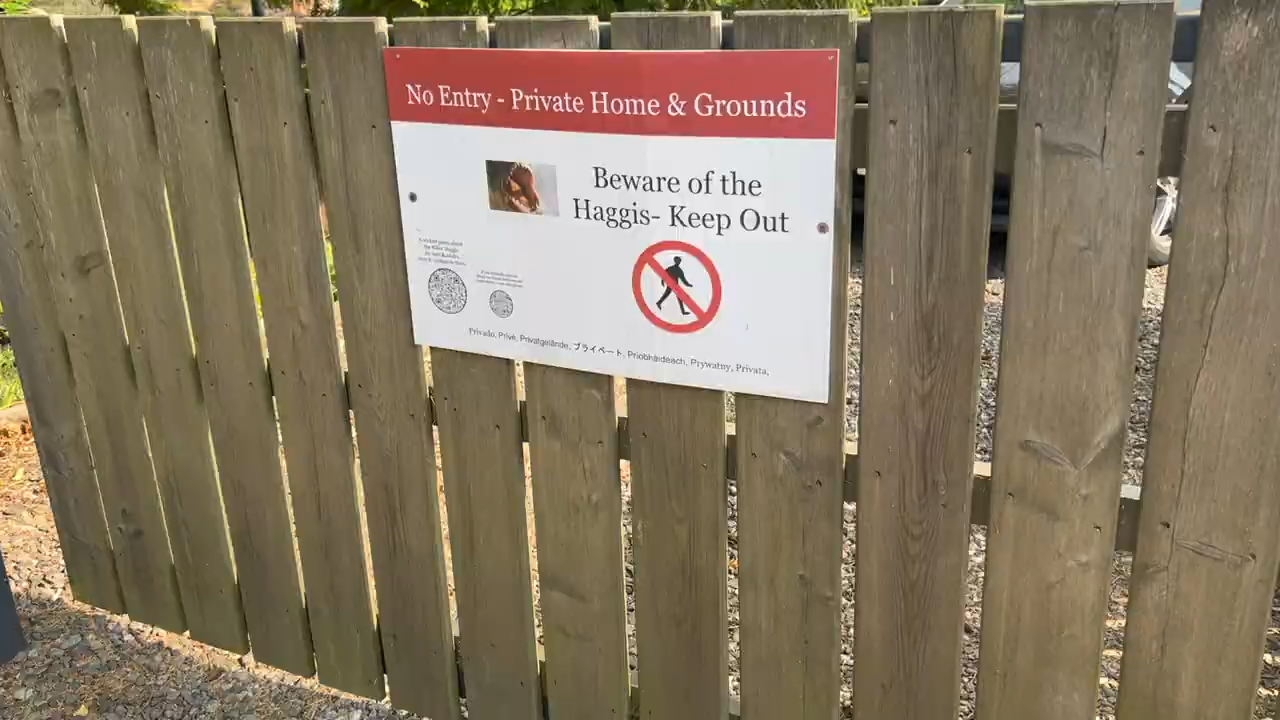 No Entry - Private Home & Grounds
Beware of the
Haggis- Keep Out
Privado, Privé, Privatgelände, プライベート, Príobháideach, Prywatny, Privata,